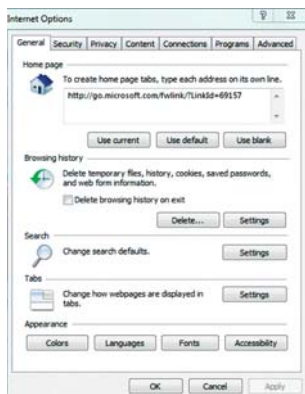 Internet Options
General Security Privacy Content Connections Programs Advanced
Home page
To create home page tabs, type each address on its own line.
http://go.microsoft.com/fwlink/?LinkId=69157
Use current Use default Use blank
Browsing history
Delete temporary files, history, cookies, saved passwords,
and web form information.
Delete browsing history on exit
Delete... Settings
Search
Change search defaults. Settings
Tabs
Change how webpages are displayed in
tabs. Settings
Appearance
Colors Languages Fonts Accessibility
OK Cancel Apply